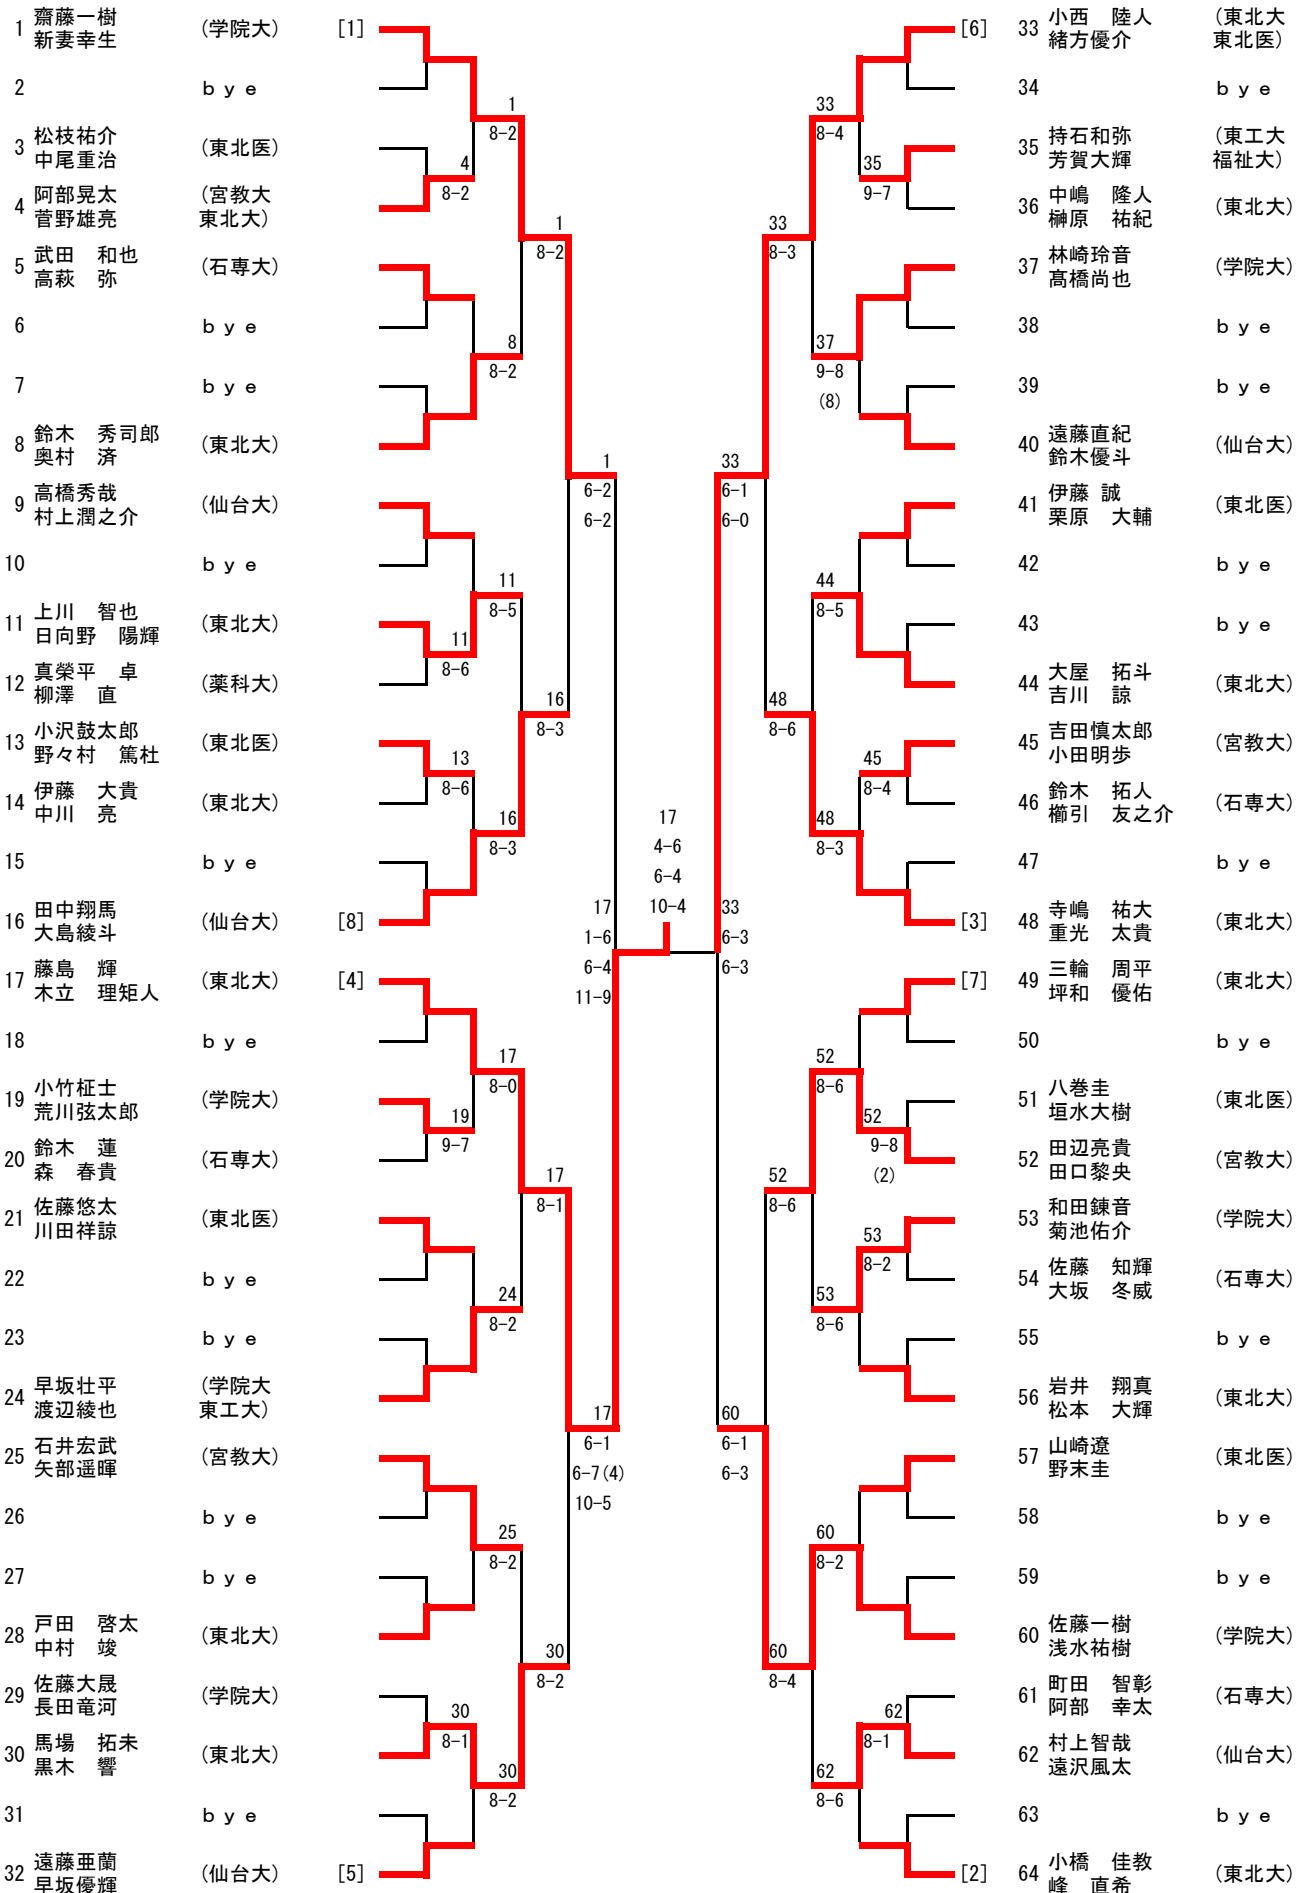 1 齋藤一樹 新妻幸生 (学院大) [1]
2 ｂｙｅ
3 松枝祐介 中尾重治 (東北医)
4 阿部晃太 菅野雄亮 (宮教大 東北大)
5 武田　和也 高萩　弥 (石専大)
6 ｂｙｅ
7 ｂｙｅ
8 鈴木　秀司郎 奥村　済 (東北大)
9 高橋秀哉 村上潤之介 (仙台大)
10 ｂｙｅ
11 上川　智也 日向野　陽輝 (東北大)
12 真榮平　卓 柳澤　直 (薬科大)
13 小沢鼓太郎 野々村　篤杜 (東北医)
14 伊藤　大貴 中川　亮 (東北大)
15 ｂｙｅ
16 田中翔馬 大島綾斗 (仙台大) [8]
17 藤島　輝 木立　理矩人 (東北大) [4]
18 ｂｙｅ
19 小竹柾士 荒川弦太郎 (学院大)
20 鈴木　蓮 森　春貴 (石専大)
21 佐藤悠太 川田祥諒 (東北医)
22 ｂｙｅ
23 ｂｙｅ
24 早坂壮平 渡辺綾也 (学院大 東工大)
25 石井宏武 矢部遥暉 (宮教大)
26 ｂｙｅ
27 ｂｙｅ
28 戸田　啓太 中村　竣 (東北大)
29 佐藤大晟 長田竜河 (学院大)
30 馬場　拓未 黒木　響 (東北大)
31 ｂｙｅ
32 遠藤亜蘭 早坂優輝 (仙台大) [5]
4
8-2
11
8-6
13
8-6
19
9-7
30
8-1
1
8-2
8
8-2
11
8-5
16
8-3
17
8-0
24
8-2
25
8-2
30
8-2
1
8-2
16
8-3
17
8-1
30
8-2
1
6-2
6-2
17
6-1
6-7(4)
10-5
17
1-6
6-4
11-9
17
4-6
6-4
10-4
33
6-3
6-3
33
6-1
6-0
60
6-1
6-3
33
8-3
48
8-6
52
8-6
60
8-4
33
8-4
37
9-8
(8)
44
8-5
48
8-3
52
8-6
53
8-6
60
8-2
62
8-6
35
9-7
45
8-4
52
9-8
(2)
53
8-2
62
8-1
[6] 33 小西　陸人 緒方優介 (東北大 東北医)
34 ｂｙｅ
35 持石和弥 芳賀大輝 (東工大 福祉大)
36 中嶋　隆人 榊原　祐紀 (東北大)
37 林崎玲音 髙橋尚也 (学院大)
38 ｂｙｅ
39 ｂｙｅ
40 遠藤直紀 鈴木優斗 (仙台大)
41 伊藤 誠 栗原　大輔 (東北医)
42 ｂｙｅ
43 ｂｙｅ
44 大屋　拓斗 吉川　諒 (東北大)
45 吉田慎太郎 小田明歩 (宮教大)
46 鈴木　拓人 櫛引　友之介 (石専大)
47 ｂｙｅ
[3] 48 寺嶋　祐大 重光　太貴 (東北大)
[7] 49 三輪　周平 坪和　優佑 (東北大)
50 ｂｙｅ
51 八巻圭 垣水大樹 (東北医)
52 田辺亮貴 田口黎央 (宮教大)
53 和田錬音 菊池佑介 (学院大)
54 佐藤　知輝 大坂　冬威 (石専大)
55 ｂｙｅ
56 岩井　翔真 松本　大輝 (東北大)
57 山崎遼 野末圭 (東北医)
58 ｂｙｅ
59 ｂｙｅ
60 佐藤一樹 浅水祐樹 (学院大)
61 町田　智彰 阿部　幸太 (石専大)
62 村上智哉 遠沢風太 (仙台大)
63 ｂｙｅ
[2] 64 小橋　佳教 峰　直希 (東北大)